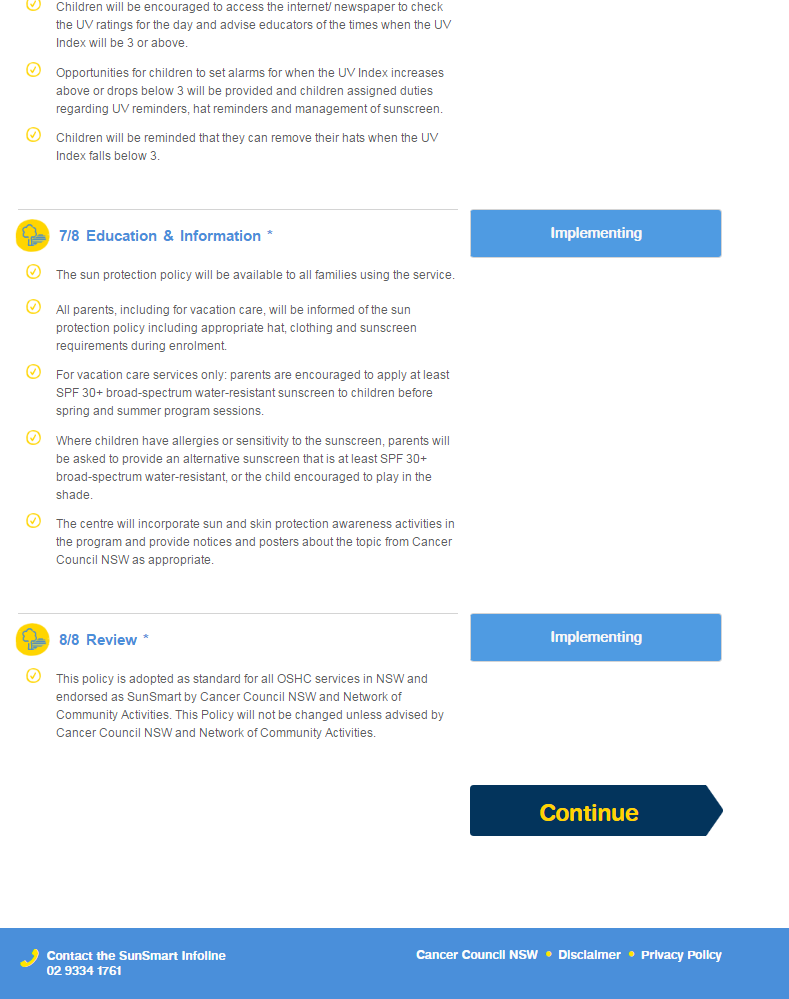 Children will be encouraged to access the internet/ newspaper to check
the UV ratings for the day and advise educators of the times when the UV
Index will be 3 or above.
Opportunities for children to set alarms for when the UV Index increases
above or drops below 3 will be provided and children assigned duties
regarding UV reminders, hat reminders and management of sunscreen.
Children will be reminded that they can remove their hats when the UV
Index falls below 3.
7/8 Education & Information *
Implementing
The sun protection policy will be available to all families using the service.
All parents, including for vacation care, will be informed of the sun
protection policy including appropriate hat, clothing and sunscreen
requirements during enrolment.
For vacation care services only: parents are encouraged to apply at least
SPF 30+ broad-spectrum water-resistant sunscreen to children before
spring and summer program sessions.
Where children have allergies or sensitivity to the sunscreen, parents will
be asked to provide an alternative sunscreen that is at least SPF 30+
broad-spectrum water-resistant, or the child encouraged to play in the
shade.
The centre will incorporate sun and skin protection awareness activities in
the program and provide notices and posters about the topic from Cancer
Council NSW as appropriate.
8/8 Review *
Implementing
This policy is adopted as standard for all OSHC services in NSW and
endorsed as SunSmart by Cancer Council NSW and Network of
Community Activities. This Policy will not be changed unless advised by
Cancer Council NSW and Network of Community Activities.
Continue
Contact the SunSmart Infoline
02 9334 1761
Cancer Council NSW • Disclaimer • Privacy Policy